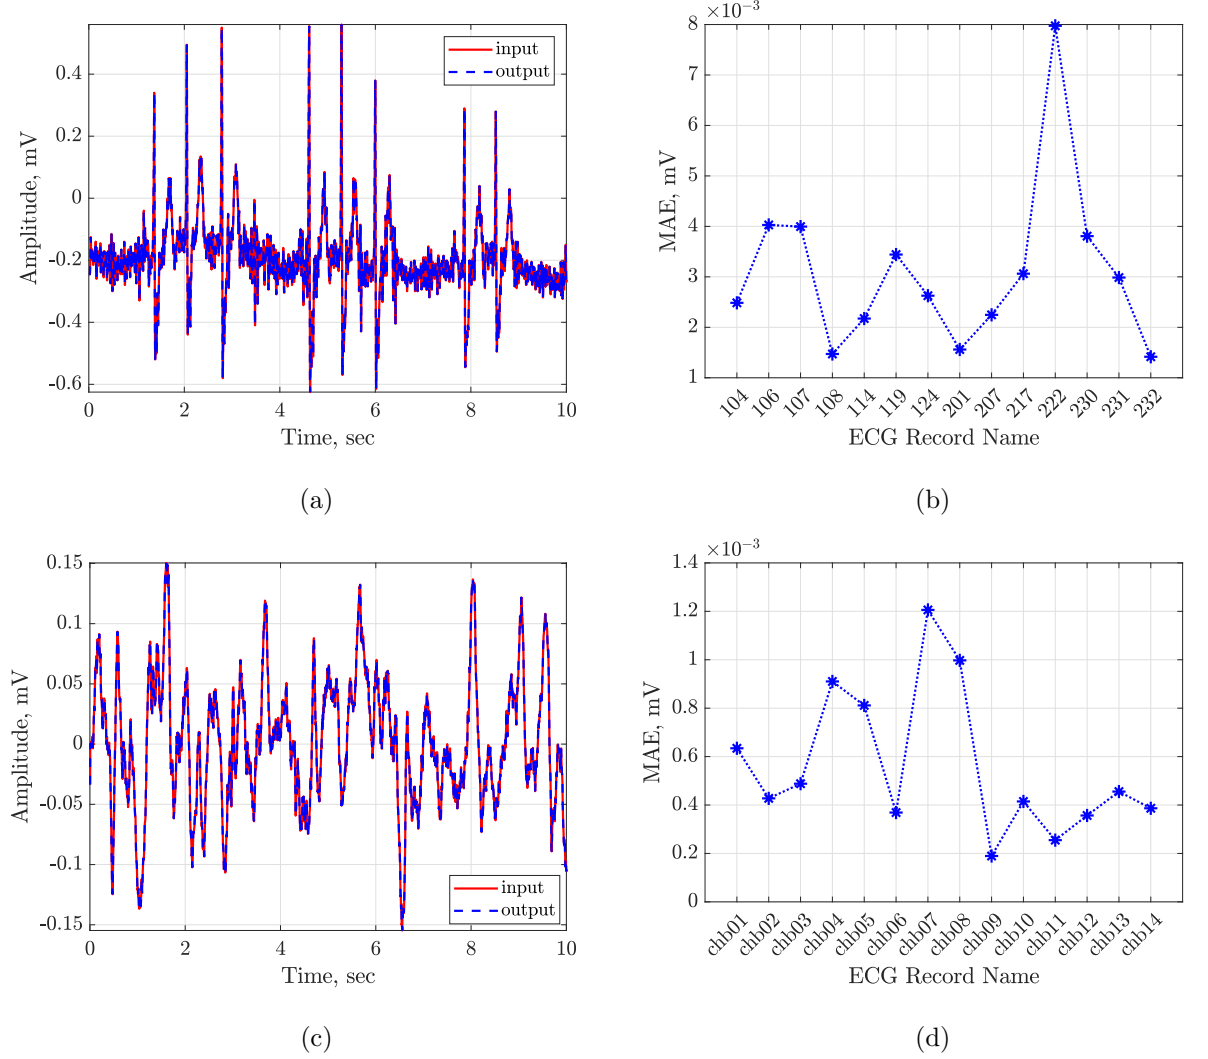 0.4
0.2
0
-0.2
-0.4
-0.6
0 2 4 6 8 10
Amplitude, mV
Time, sec
input
output
(a)
×10⁻³
8
7
6
5
4
3
2
1
MAE, mV
104 106 107 108 114 119 124 201 207 217 222 230 231 232
ECG Record Name
(b)
0.15
0.1
0.05
0
-0.05
-0.1
-0.15
0 2 4 6 8 10
Amplitude, mV
Time, sec
input
output
(c)
×10⁻³
1.4
1.2
1
0.8
0.6
0.4
0.2
0
MAE, mV
chb01 chb02 chb03 chb04 chb05 chb06 chb07 chb08 chb09 chb10 chb11 chb12 chb13 chb14
ECG Record Name
(d)